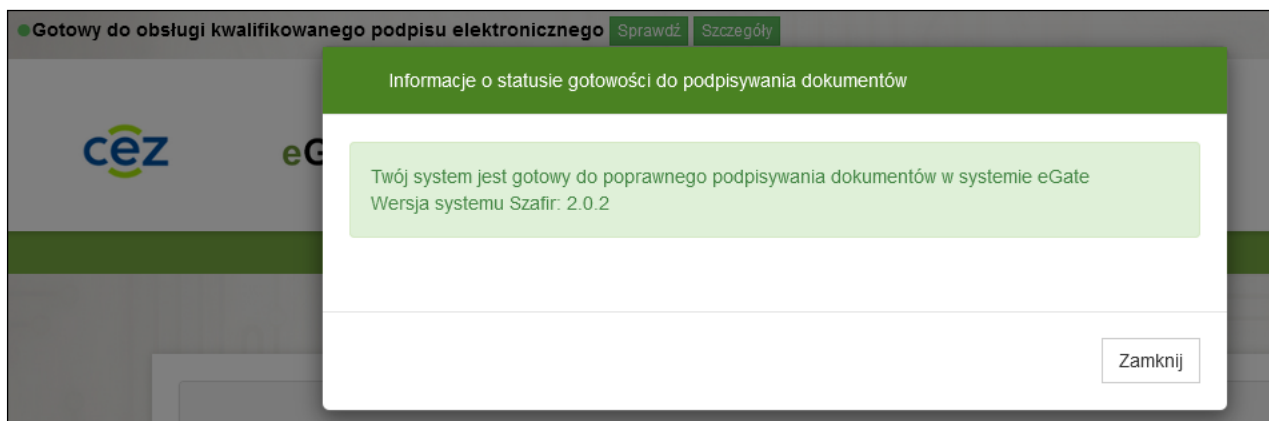 Gotowy do obsługi kwalifikowanego podpisu elektronicznego Sprawdź Szczegóły
Informacje o statusie gotowości do podpisywania dokumentów
cez eG
Twój system jest gotowy do poprawnego podpisywania dokumentów w systemie eGate
Wersja systemu Szafir: 2.0.2
Zamknij